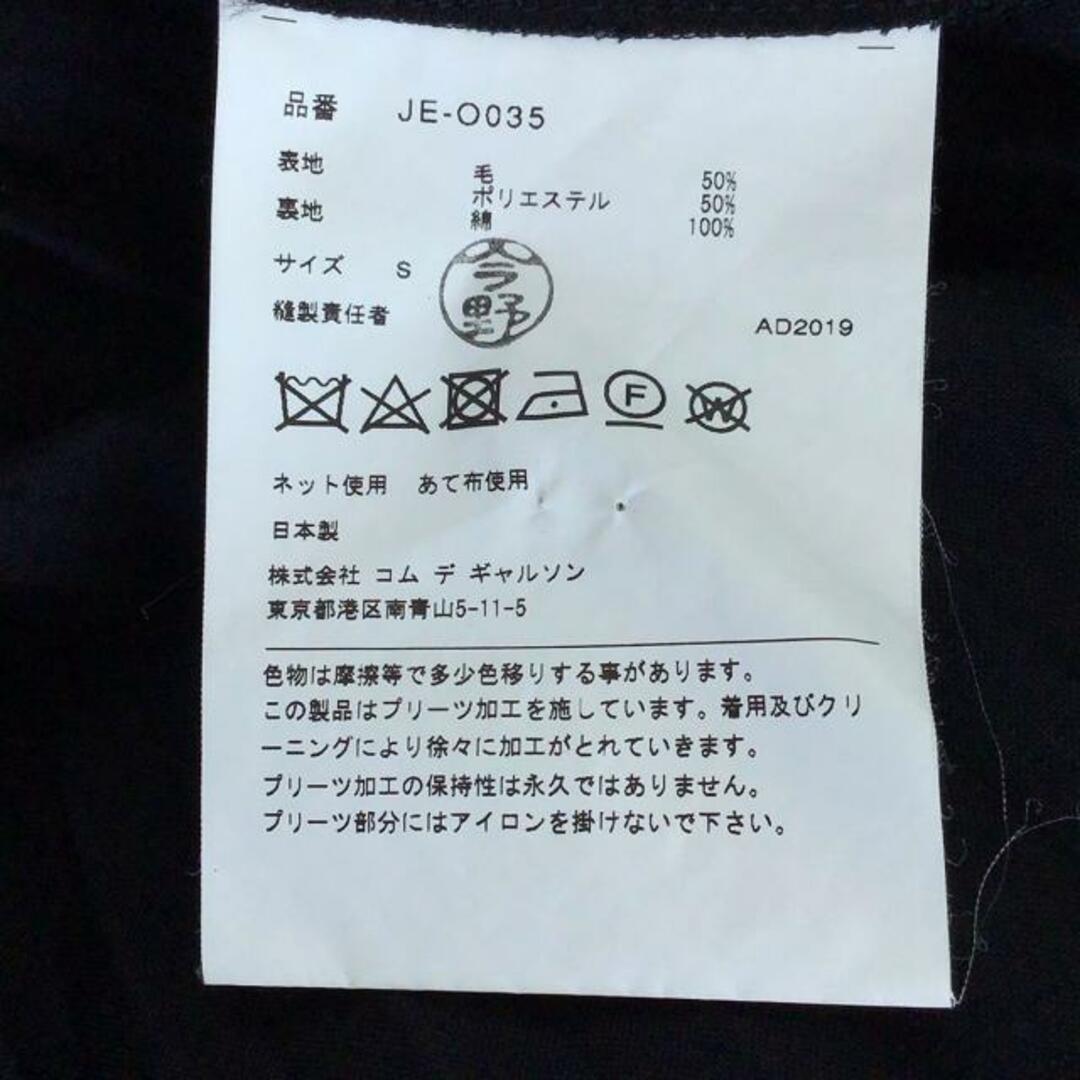 品番 JE-O035
表地 毛 50%
ポリエステル 50%
裏地 綿 100%
サイズ S
今野
縫製責任者 AD2019
F W
ネット使用 あて布使用
日本製
株式会社 コム デ ギャルソン
東京都港区南青山5-11-5
色物は摩擦等で多少色移りする事があります。
この製品はプリーツ加工を施しています。着用及びクリ
ーニングにより徐々に加工がとれていきます。
プリーツ加工の保持性は永久ではありません。
プリーツ部分にはアイロンを掛けないで下さい。